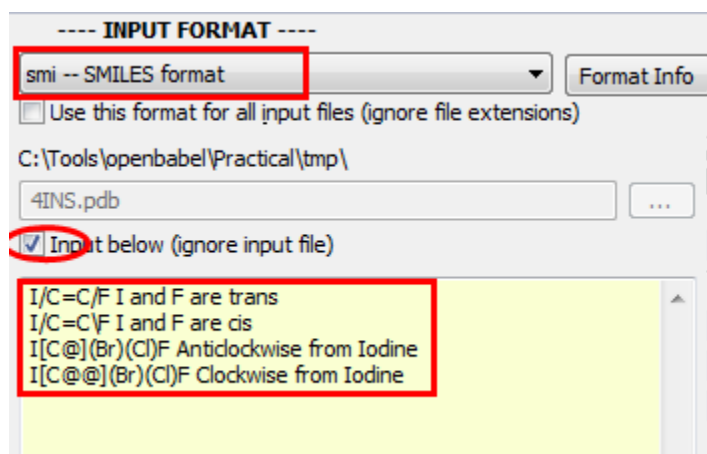 ---- INPUT FORMAT ----
smi -- SMILES format
Format Info
Use this format for all input files (ignore file extensions)
C:\Tools\openbabel\Practical\tmp\
4INS.pdb
...
Input below (ignore input file)
I/C=C/F I and F are trans
I/C=C\F I and F are cis
I[C@](Br)(Cl)F Anticlockwise from Iodine
I[C@@](Br)(Cl)F Clockwise from Iodine